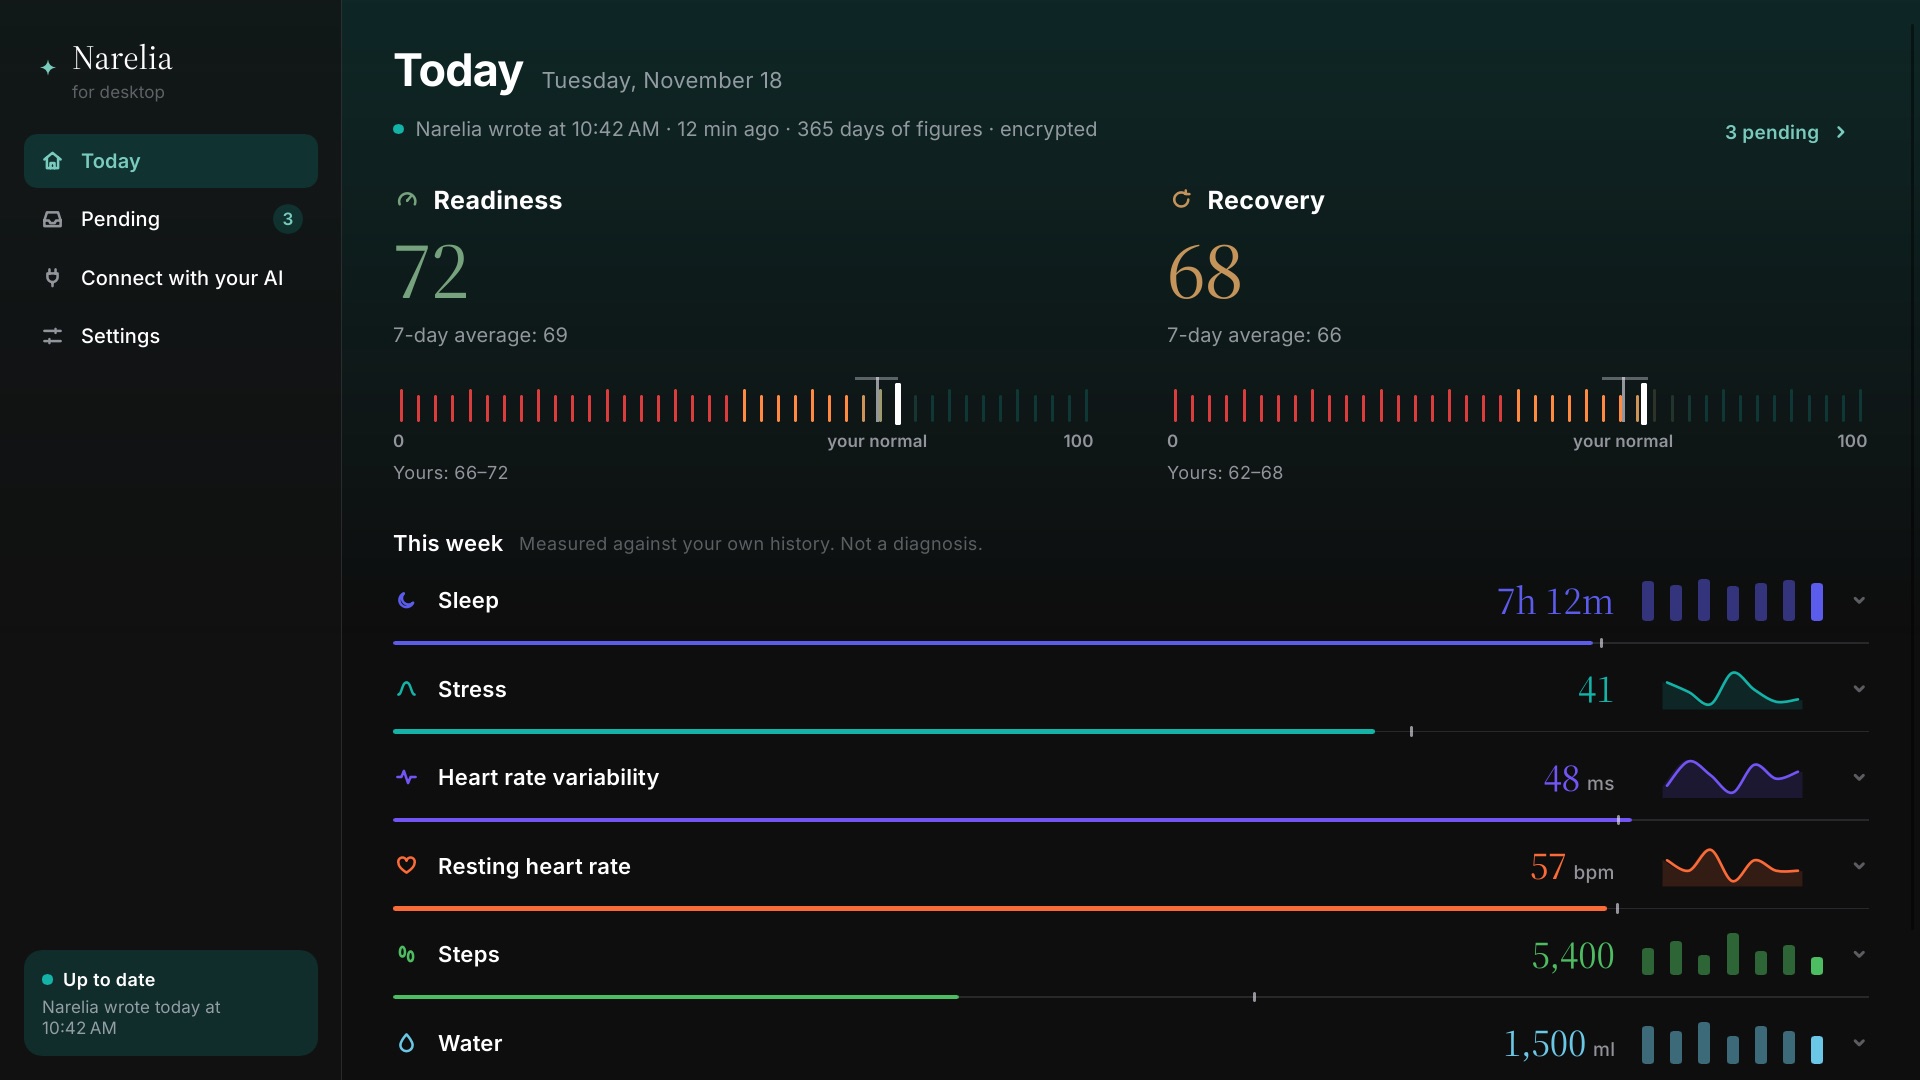 Narelia
for desktop
Today
Pending 3
Connect with your AI
Settings
Up to date
Narelia wrote today at
10:42 AM
Today Tuesday, November 18
Narelia wrote at 10:42 AM · 12 min ago · 365 days of figures · encrypted
3 pending
Readiness
72
7-day average: 69
0 your normal 100
Yours: 66–72
Recovery
68
7-day average: 66
0 your normal 100
Yours: 62–68
This week Measured against your own history. Not a diagnosis.
Sleep 7h 12m
Stress 41
Heart rate variability 48 ms
Resting heart rate 57 bpm
Steps 5,400
Water 1,500 ml